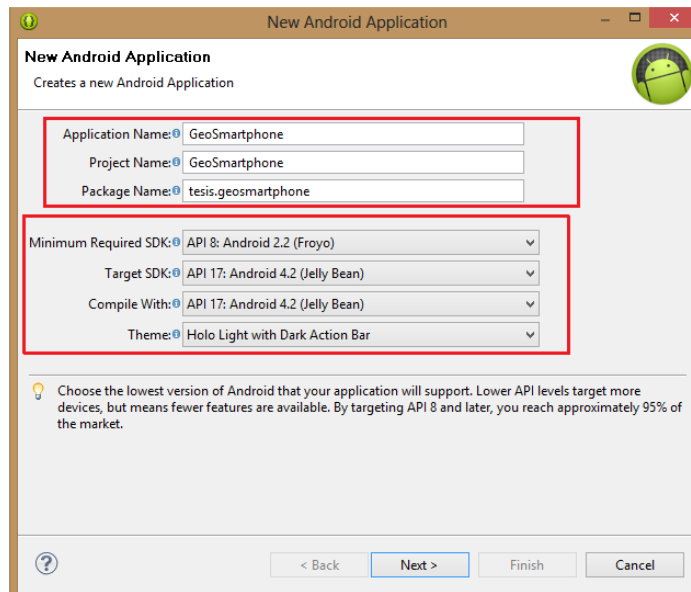 New Android Application
New Android Application
Creates a new Android Application
Application Name: GeoSmartphone
Project Name: GeoSmartphone
Package Name: tesis.geosmartphone
Minimum Required SDK: API 8: Android 2.2 (Froyo)
Target SDK: API 17: Android 4.2 (Jelly Bean)
Compile With: API 17: Android 4.2 (Jelly Bean)
Theme: Holo Light with Dark Action Bar
Choose the lowest version of Android that your application will support. Lower API levels target more
devices, but means fewer features are available. By targeting API 8 and later, you reach approximately 95% of
the market.
< Back Next > Finish Cancel